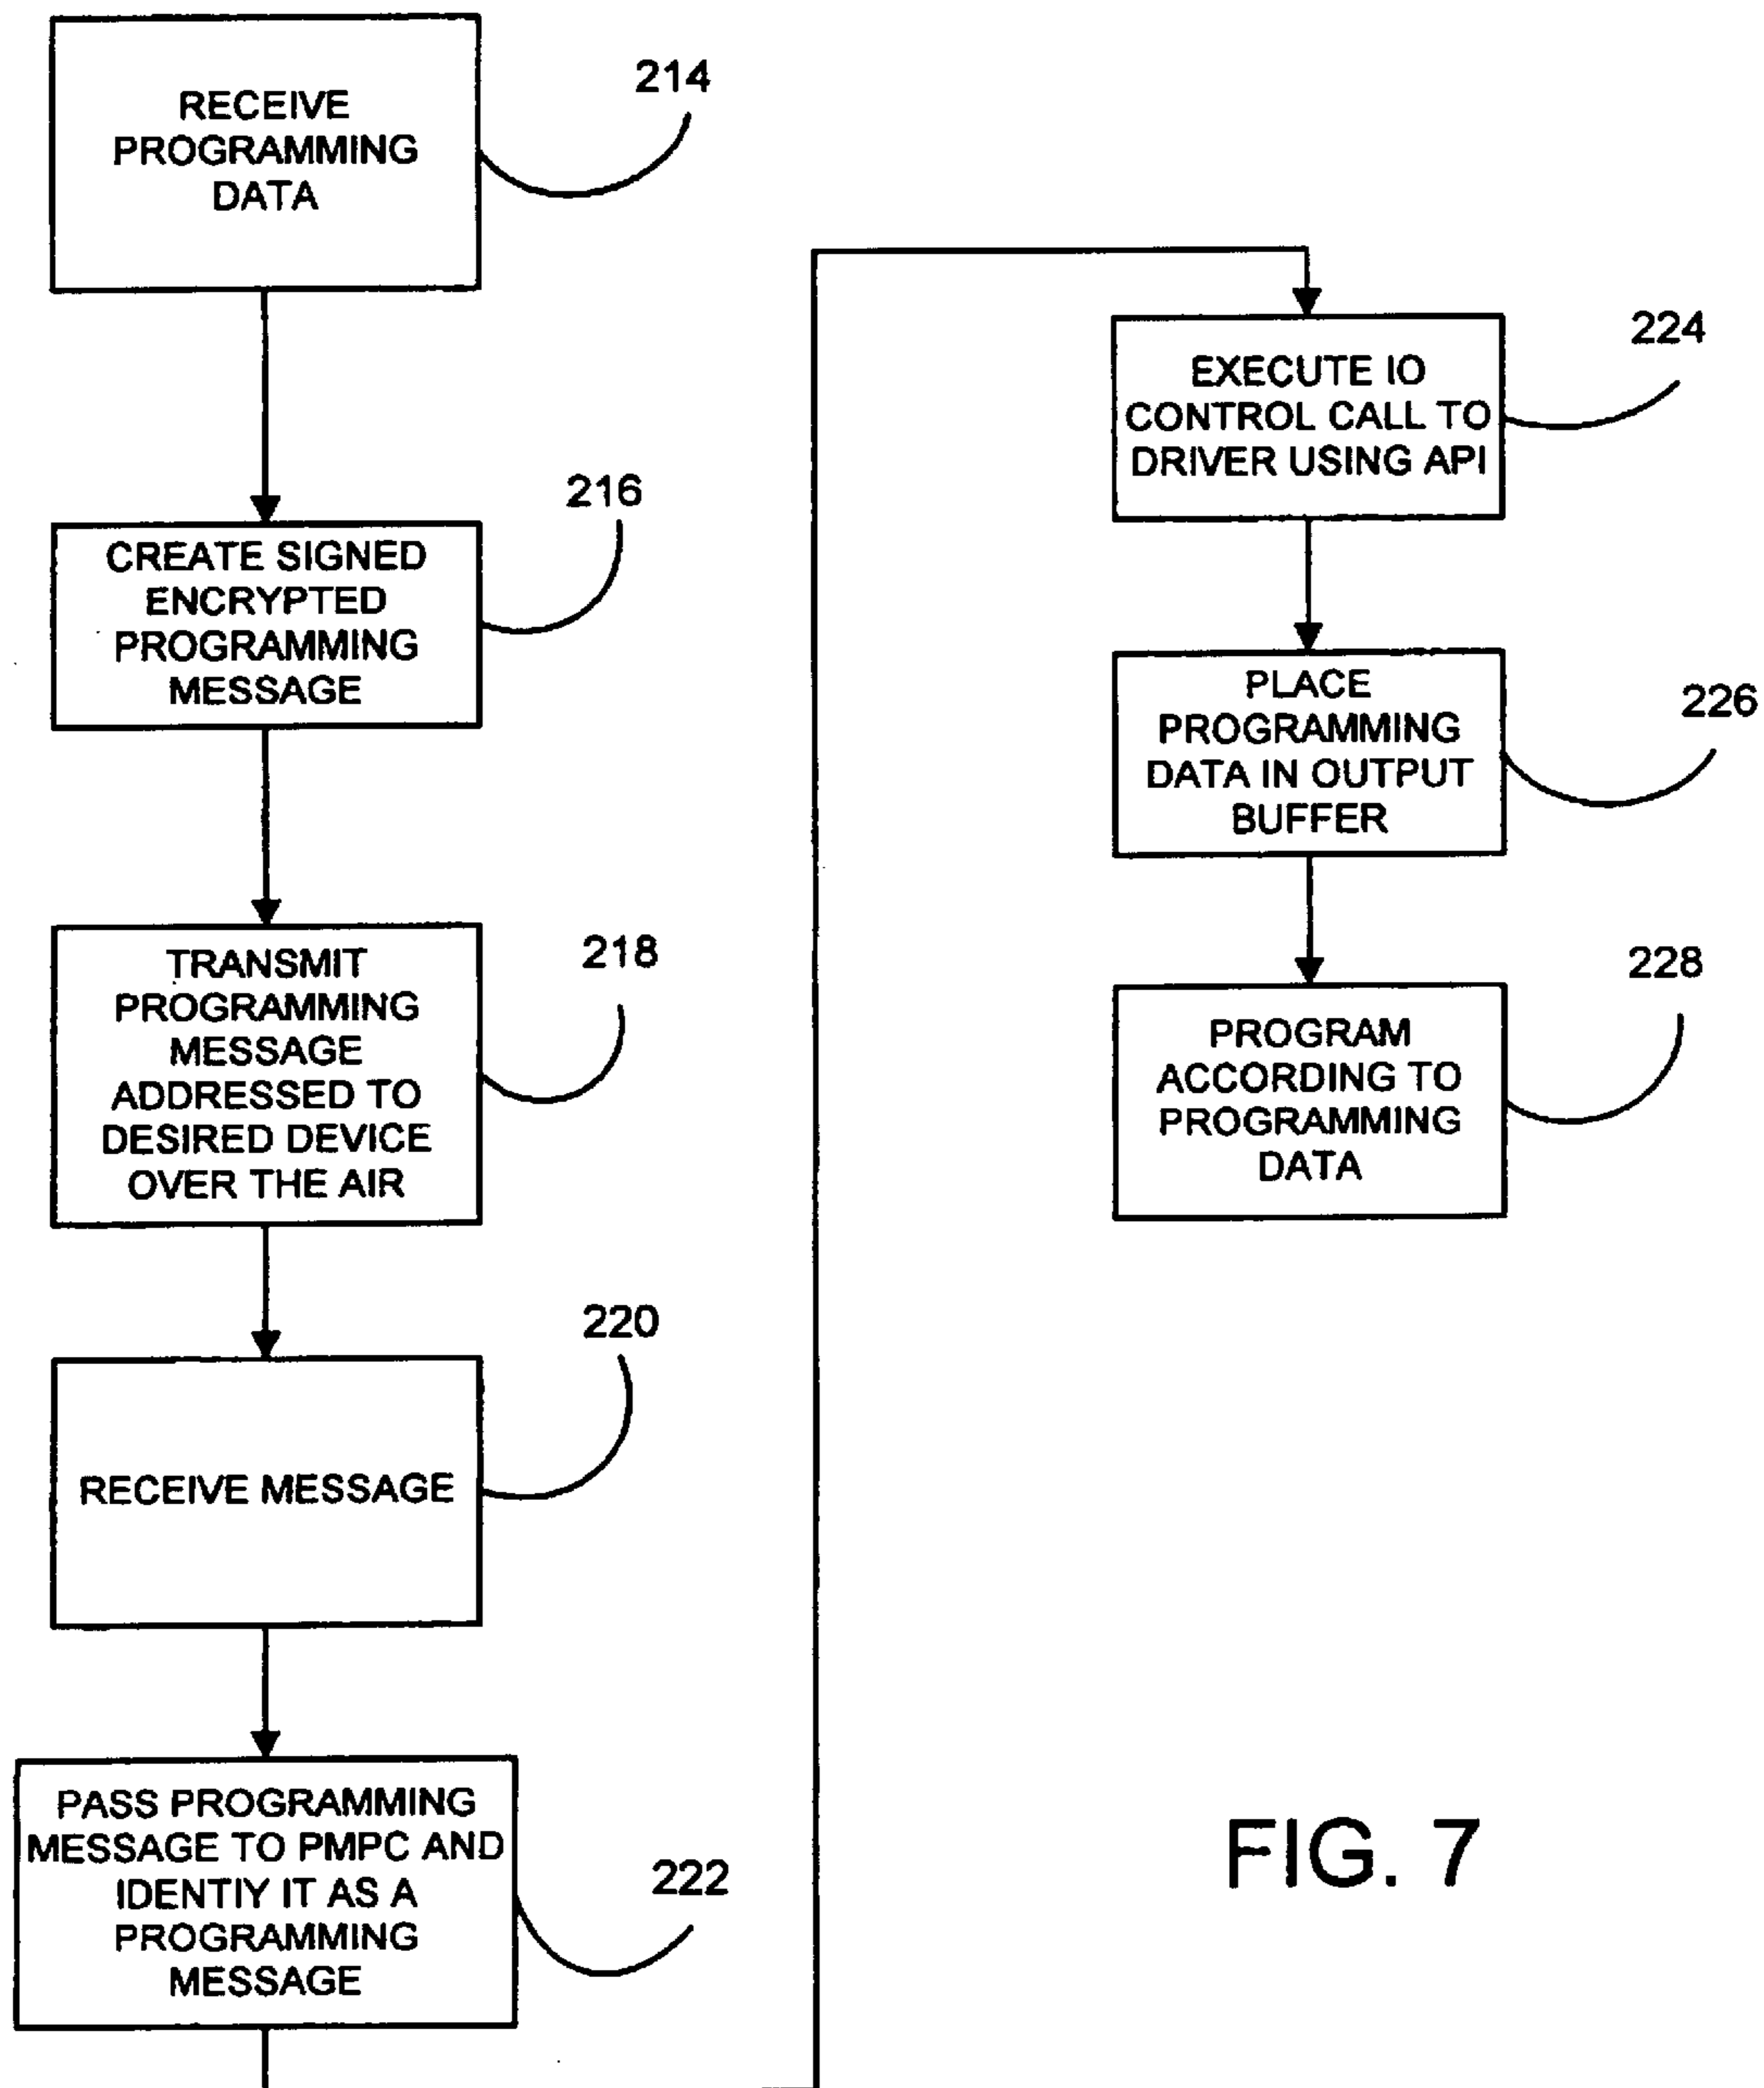 RECEIVE
PROGRAMMING
DATA
214
CREATE SIGNED
ENCRYPTED
PROGRAMMING
MESSAGE
216
TRANSMIT
PROGRAMMING
MESSAGE
ADDRESSED TO
DESIRED DEVICE
OVER THE AIR
218
RECEIVE MESSAGE
220
PASS PROGRAMMING
MESSAGE TO PMPC AND
IDENTIY IT AS A
PROGRAMMING
MESSAGE
222
EXECUTE IO
CONTROL CALL TO
DRIVER USING API
224
PLACE
PROGRAMMING
DATA IN OUTPUT
BUFFER
226
PROGRAM
ACCORDING TO
PROGRAMMING
DATA
228
FIG. 7